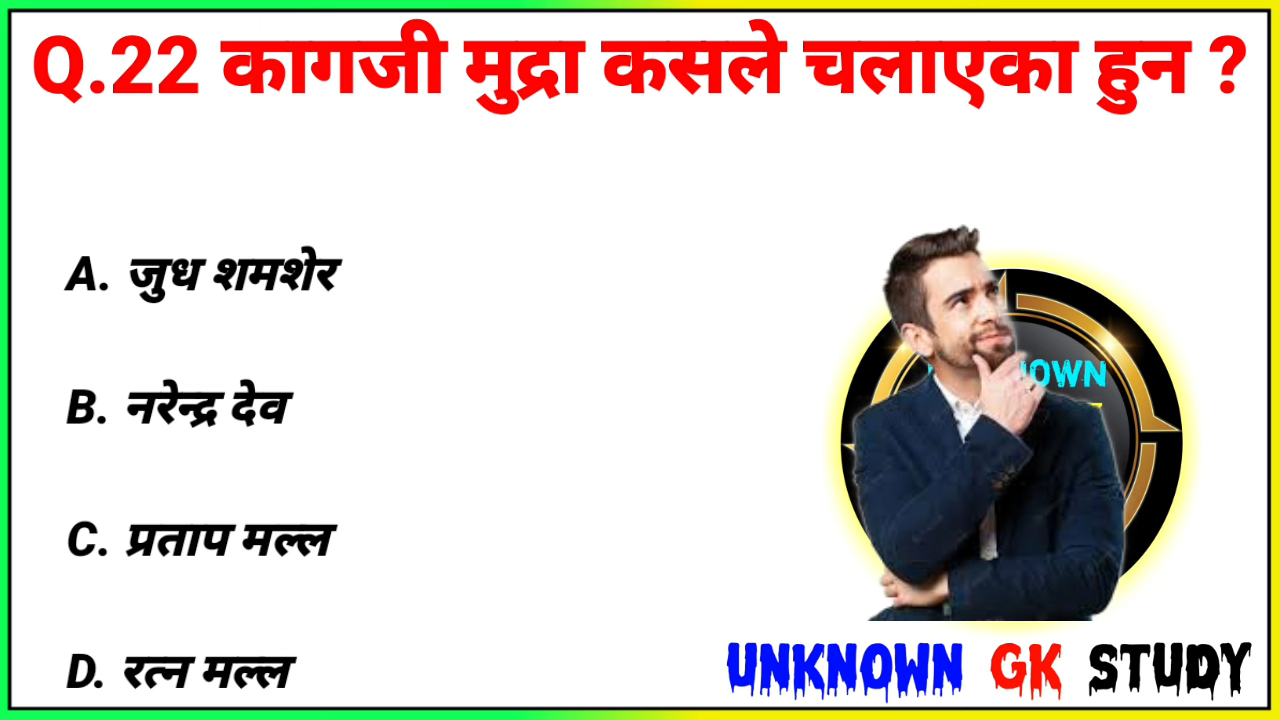 Q.22 कागजी मुद्रा कसले चलाएका हुन ?
A. जुध शमशेर
B. नरेन्द्र देव
C. प्रताप मल्ल
D. रत्न मल्ल
UNKNOWN GK STUDY